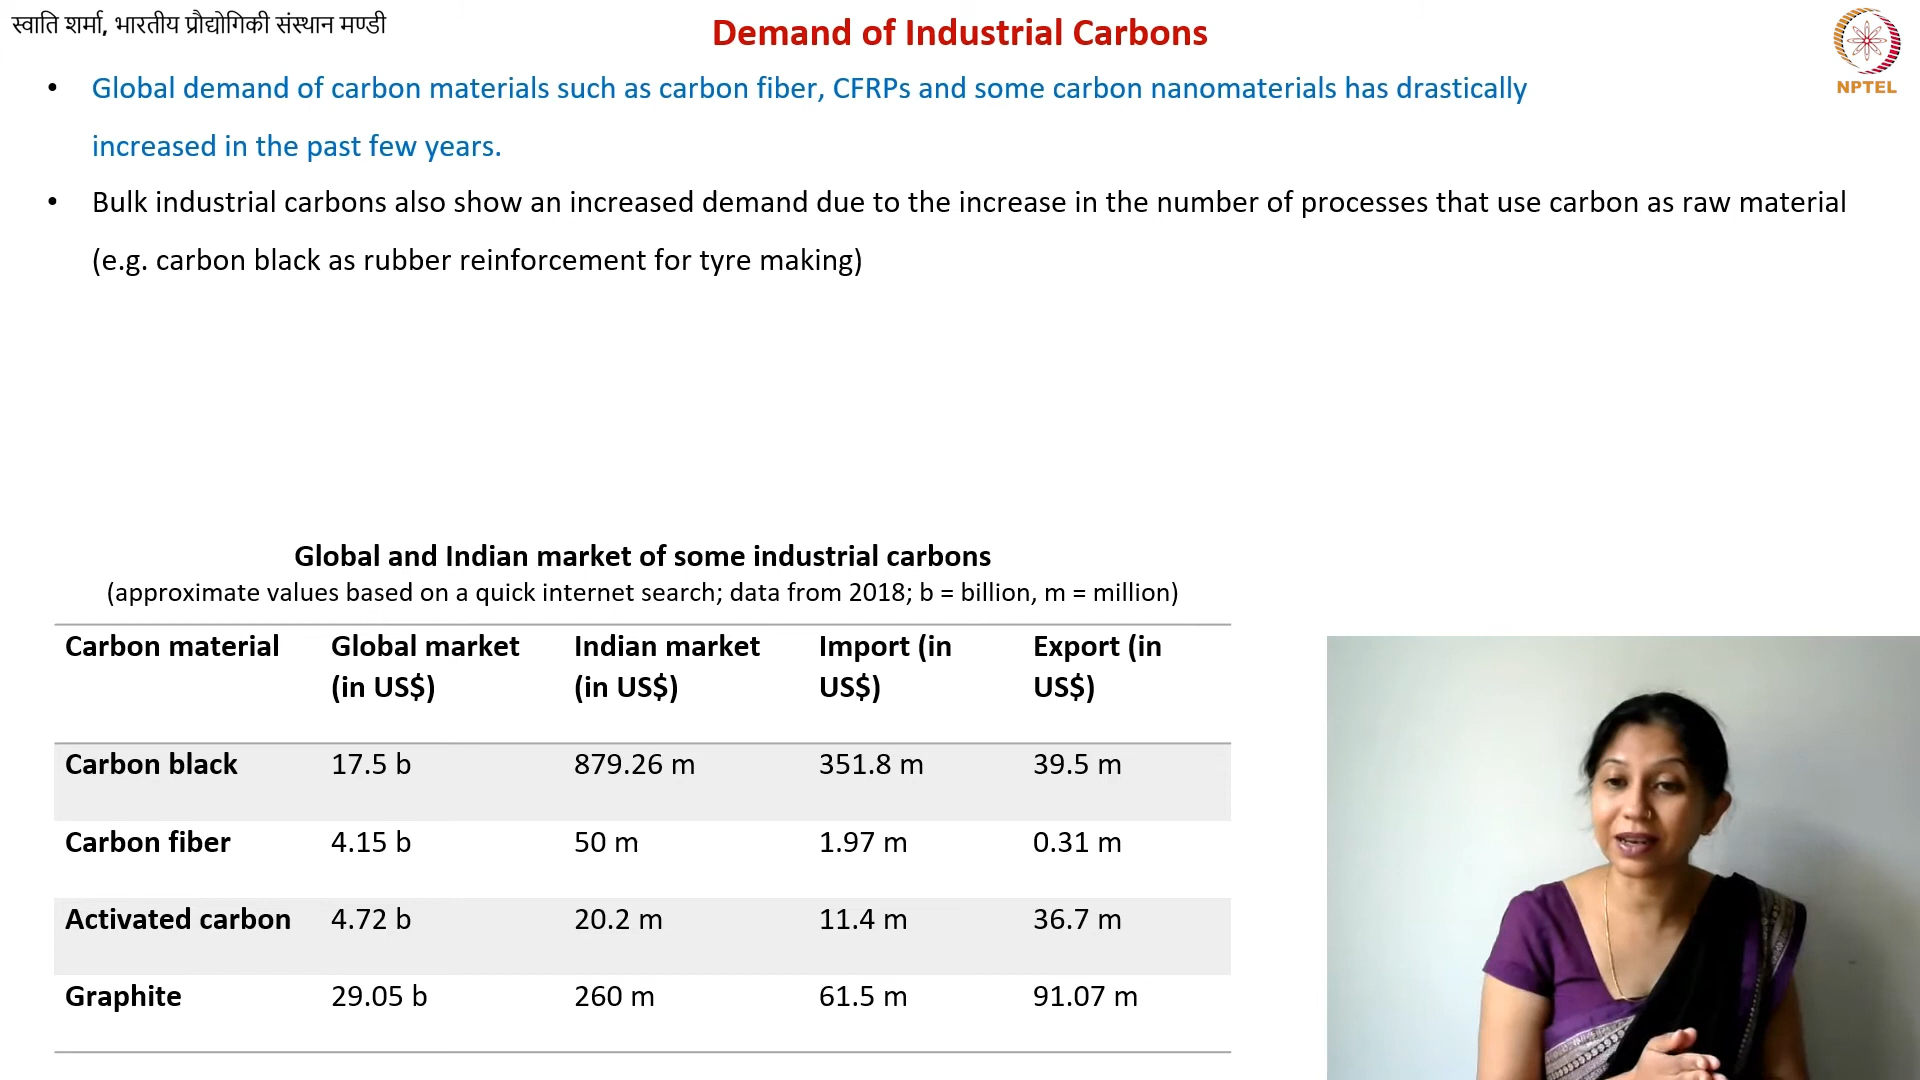 स्वाति शर्मा, भारतीय प्रौद्योगिकी संस्थान मण्डी
Demand of Industrial Carbons
NPTEL
• Global demand of carbon materials such as carbon fiber, CFRPs and some carbon nanomaterials has drastically
increased in the past few years.
• Bulk industrial carbons also show an increased demand due to the increase in the number of processes that use carbon as raw material
(e.g. carbon black as rubber reinforcement for tyre making)
Global and Indian market of some industrial carbons
(approximate values based on a quick internet search; data from 2018; b = billion, m = million)
Carbon material Global market Indian market Import (in Export (in
(in US$) (in US$) US$) US$)
Carbon black 17.5 b 879.26 m 351.8 m 39.5 m
Carbon fiber 4.15 b 50 m 1.97 m 0.31 m
Activated carbon 4.72 b 20.2 m 11.4 m 36.7 m
Graphite 29.05 b 260 m 61.5 m 91.07 m